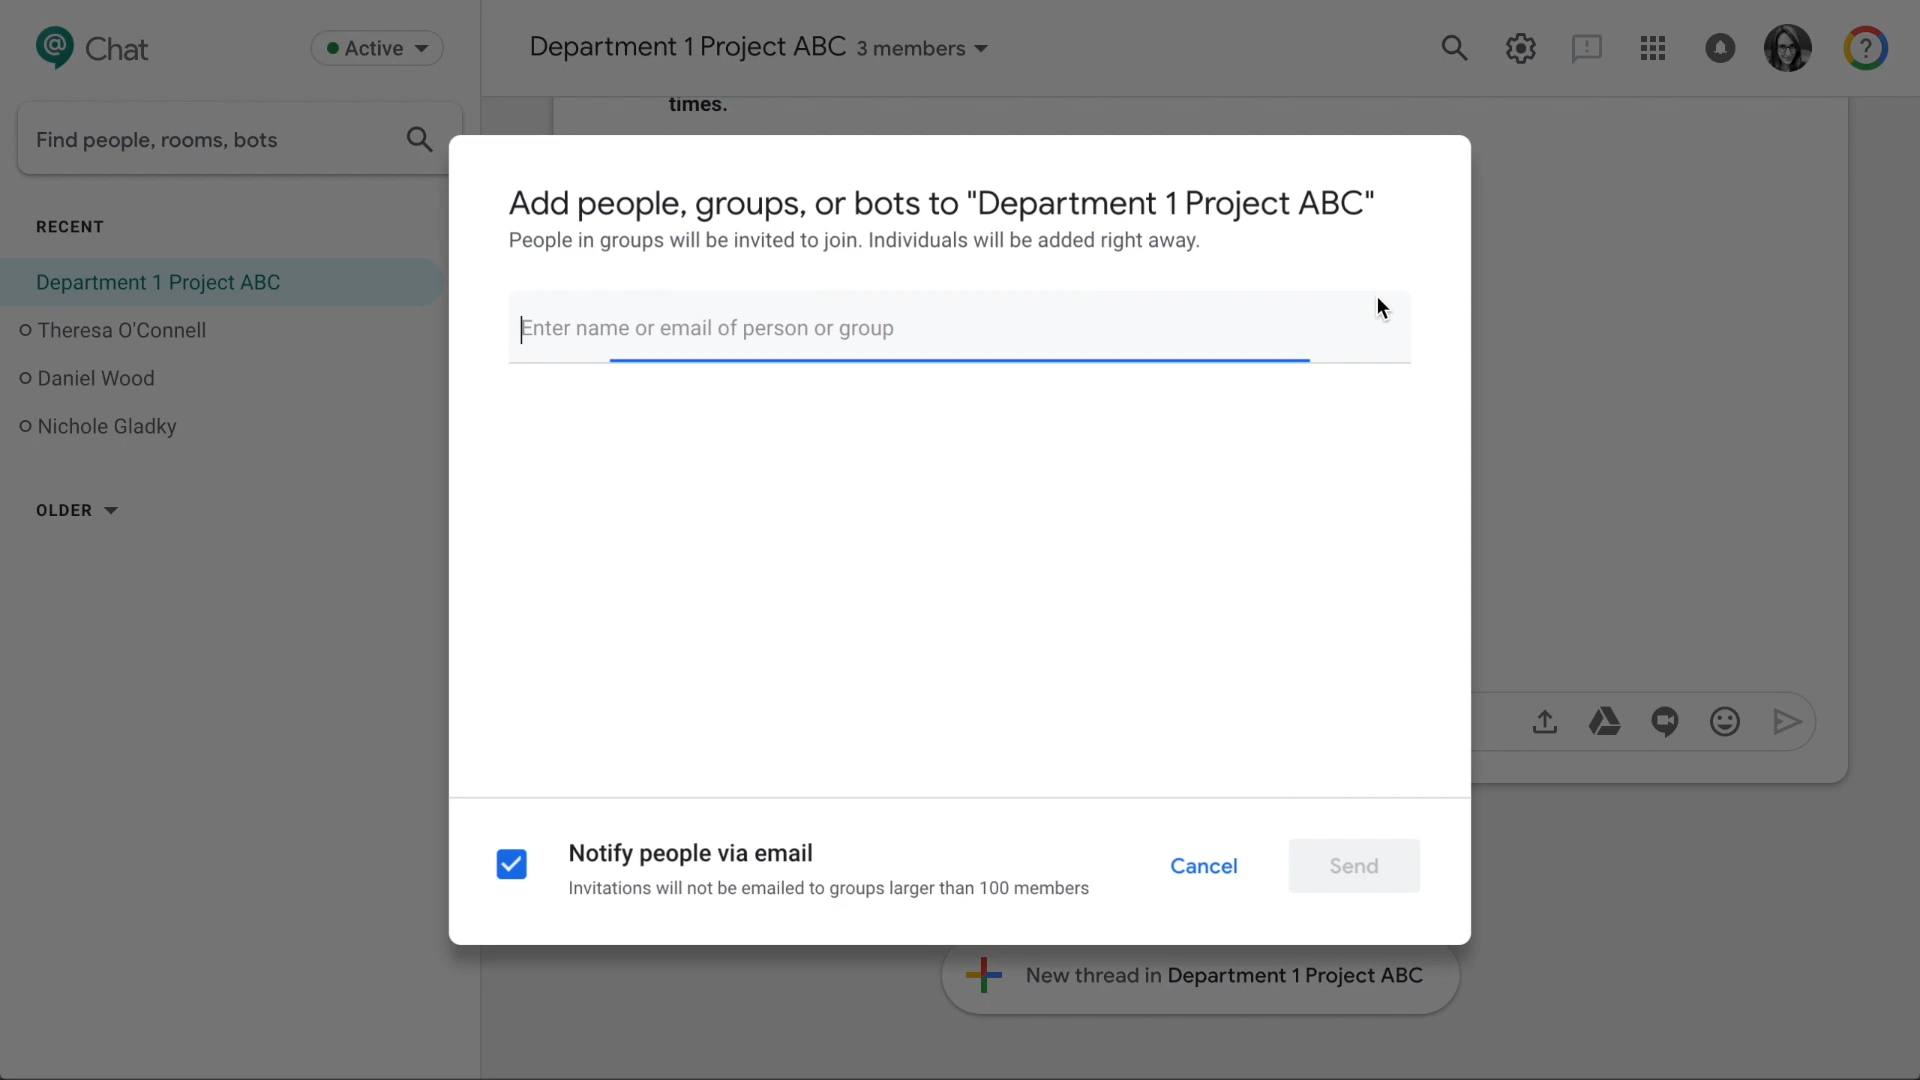 Chat
Active
Department 1 Project ABC 3 members
times.
Find people, rooms, bots
RECENT
Department 1 Project ABC
Theresa O'Connell
Daniel Wood
Nichole Gladky
OLDER
Add people, groups, or bots to "Department 1 Project ABC"
People in groups will be invited to join. Individuals will be added right away.
Enter name or email of person or group
Notify people via email
Invitations will not be emailed to groups larger than 100 members
Cancel
Send
New thread in Department 1 Project ABC